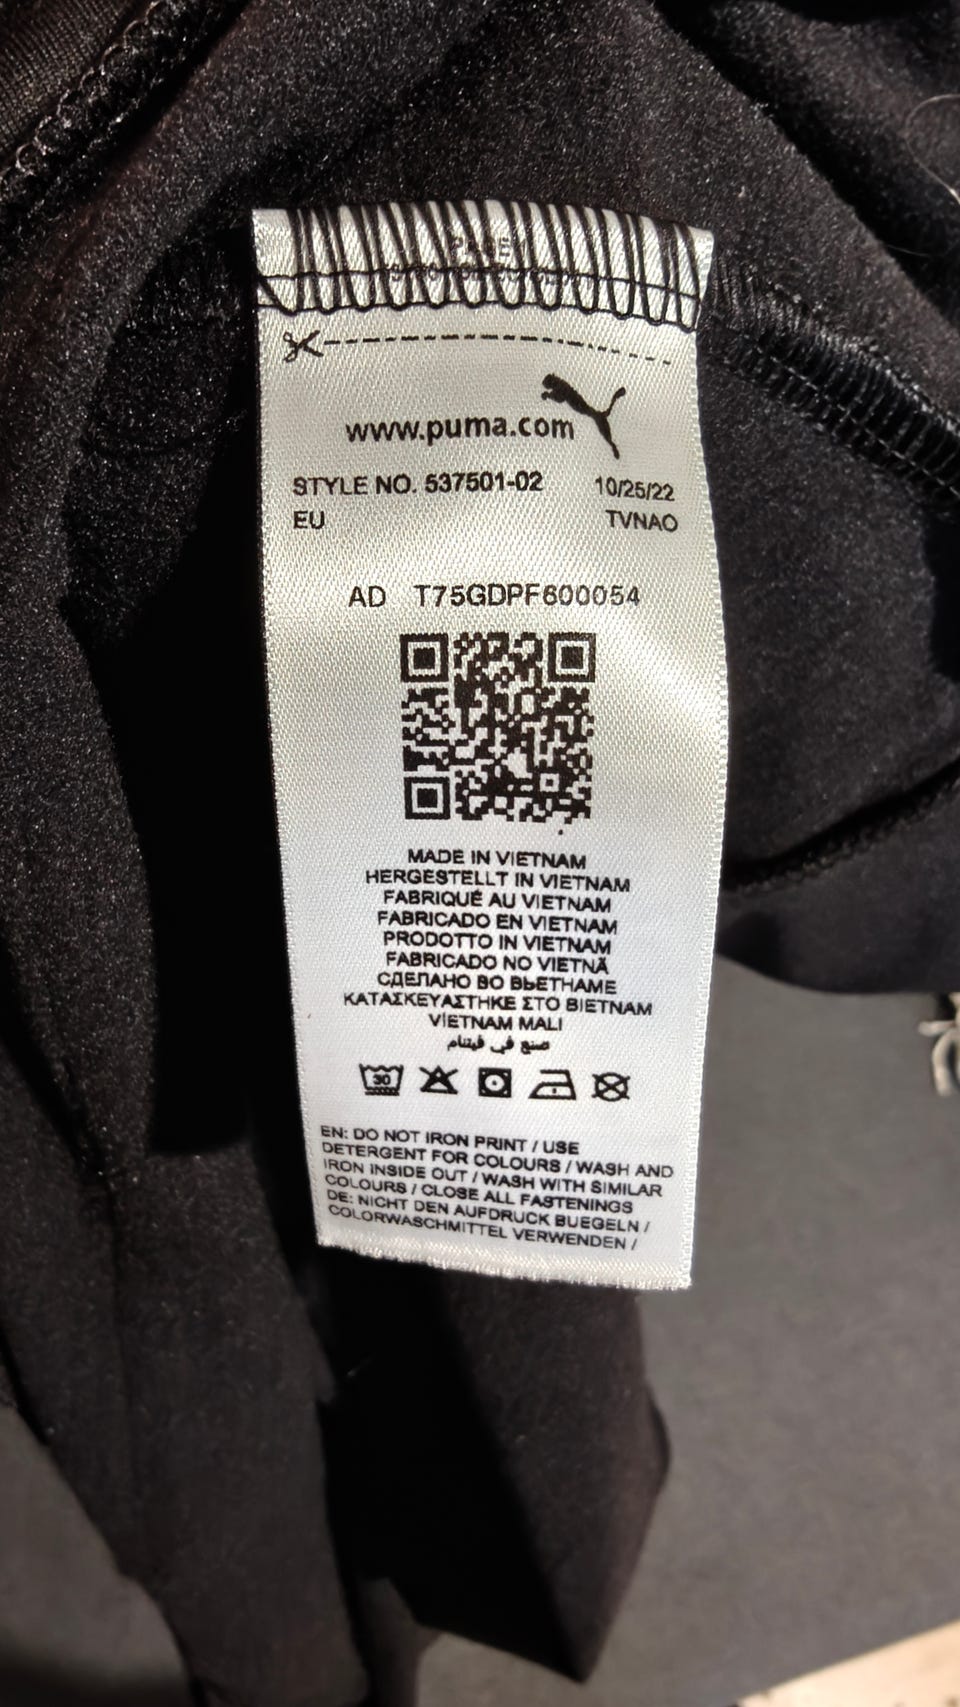 www.puma.com
STYLE NO. 537501-02 10/25/22
EU TVNAO
AD T75GDPF600054
MADE IN VIETNAM
HERGESTELLT IN VIETNAM
FABRIQUÉ AU VIETNAM
FABRICADO EN VIETNAM
PRODOTTO IN VIETNAM
FABRICADO NO VIETNÃ
СДЕЛАНО ВО ВЬЕТНАМЕ
ΚΑΤΑΣΚΕΥΑΣΤΗΚΕ ΣΤΟ ΒΙΕΤΝΑΜ
VİETNAM MALI
صنع في فيتنام
30
EN: DO NOT IRON PRINT / USE
DETERGENT FOR COLOURS / WASH AND
IRON INSIDE OUT / WASH WITH SIMILAR
COLOURS / CLOSE ALL FASTENINGS
DE: NICHT DEN AUFDRUCK BUEGELN /
COLORWASCHMITTEL VERWENDEN /